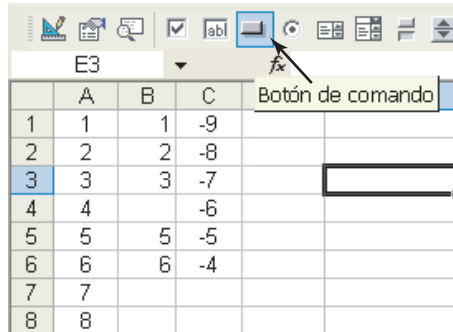 abl
E3 fx
Botón de comando
A B C
1 1 1 -9
2 2 2 -8
3 3 3 -7
4 4 -6
5 5 5 -5
6 6 6 -4
7 7
8 8